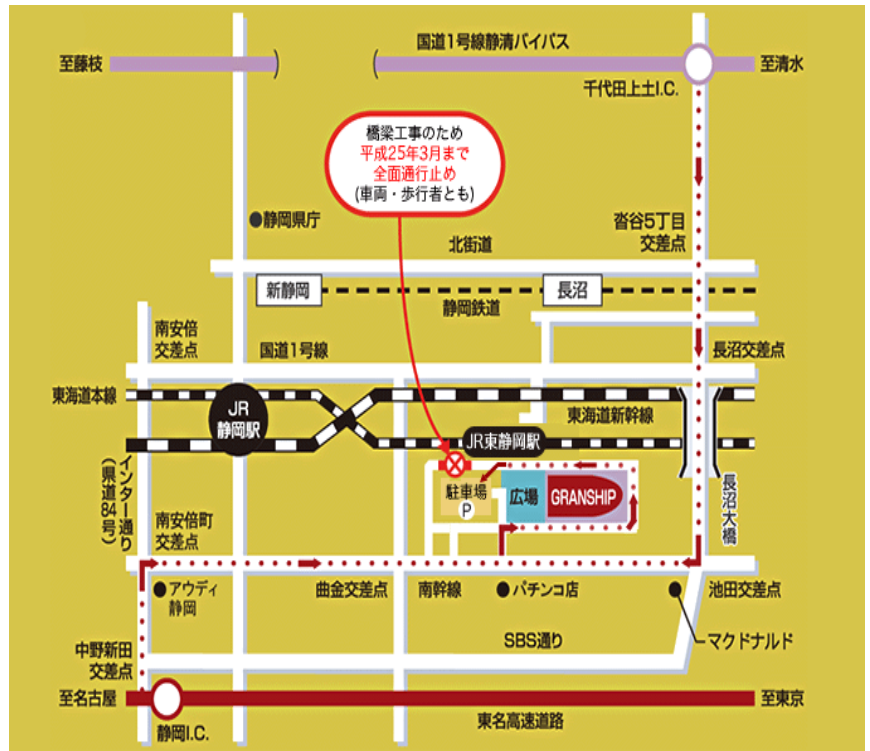 国道1号線静清バイパス
至藤枝
至清水
千代田上土I.C.
橋梁工事のため
平成25年3月まで
全面通行止め
(車両・歩行者とも)
静岡県庁
沓谷5丁目
交差点
北街道
新静岡
長沼
静岡鉄道
南安倍
交差点
国道1号線
長沼交差点
東海道本線
JR
静岡駅
東海道新幹線
JR東静岡駅
インター通り
(県道84号)
駐車場
P
広場
GRANSHIP
長沼大橋
南安倍町
交差点
アウディ
静岡
曲金交差点
南幹線
パチンコ店
池田交差点
SBS通り
マクドナルド
中野新田
交差点
至名古屋
至東京
東名高速道路
静岡I.C.